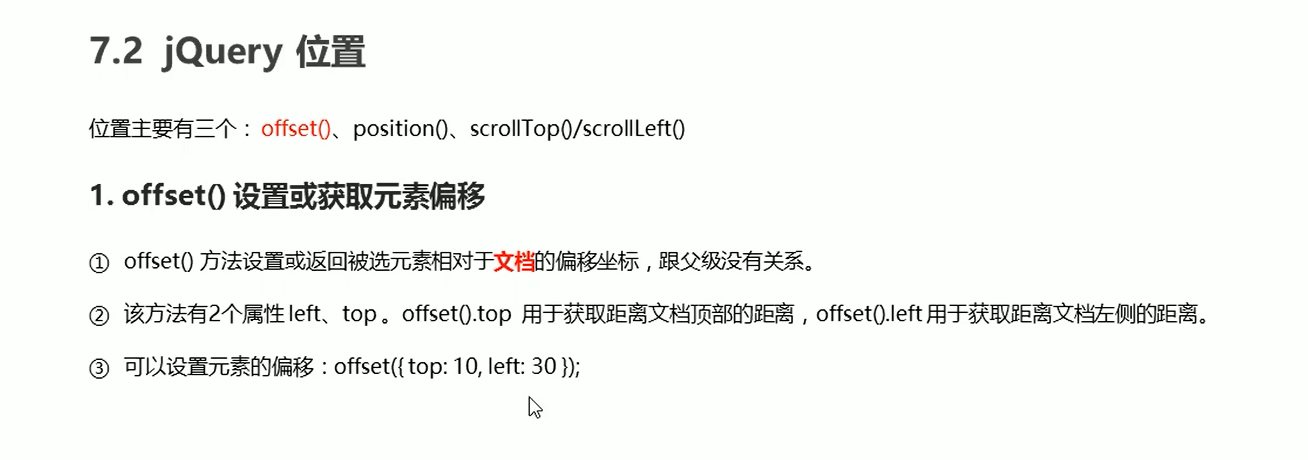 7.2 jQuery 位置
位置主要有三个：offset()、position()、scrollTop()/scrollLeft()
1. offset() 设置或获取元素偏移
① offset() 方法设置或返回被选元素相对于文档的偏移坐标，跟父级没有关系。
② 该方法有2个属性 left、top 。offset().top 用于获取距离文档顶部的距离，offset().left 用于获取距离文档左侧的距离。
③ 可以设置元素的偏移：offset({ top: 10, left: 30 });